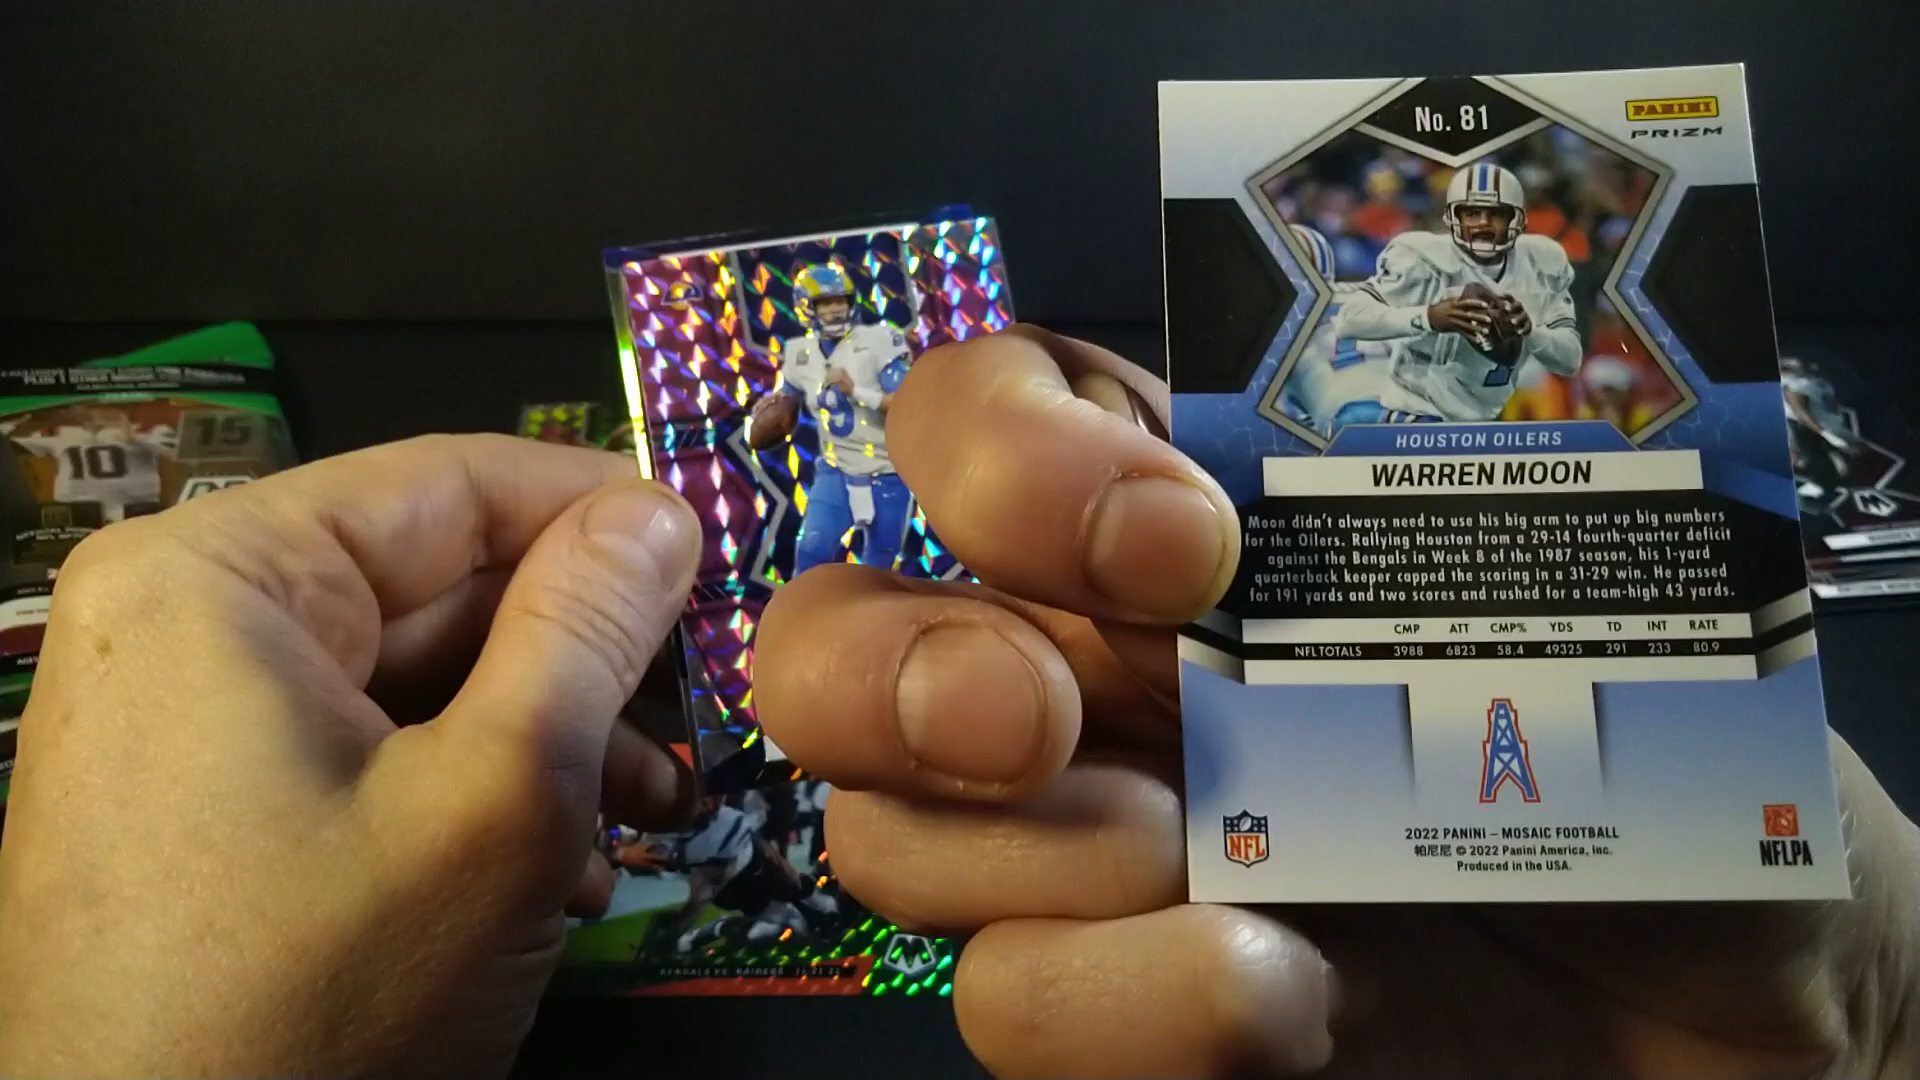 No. 81
PANINI
PRIZM
HOUSTON OILERS
WARREN MOON
Moon didn't always need to use his big arm to put up big numbers
for the Oilers. Rallying Houston from a 29-14 fourth-quarter deficit
against the Bengals in Week 8 of the 1987 season, his 1-yard
quarterback keeper capped the scoring in a 31-29 win. He passed
for 191 yards and two scores and rushed for a team-high 43 yards.
CMP ATT CMP% YDS TD INT RATE
NFL TOTALS 3988 6823 58.4 49325 291 233 80.9
NFL
2022 PANINI – MOSAIC FOOTBALL
帕尼尼 © 2022 Panini America, Inc.
Produced in the USA.
NFLPA
9
10
15
BENGALS VS. RAIDERS